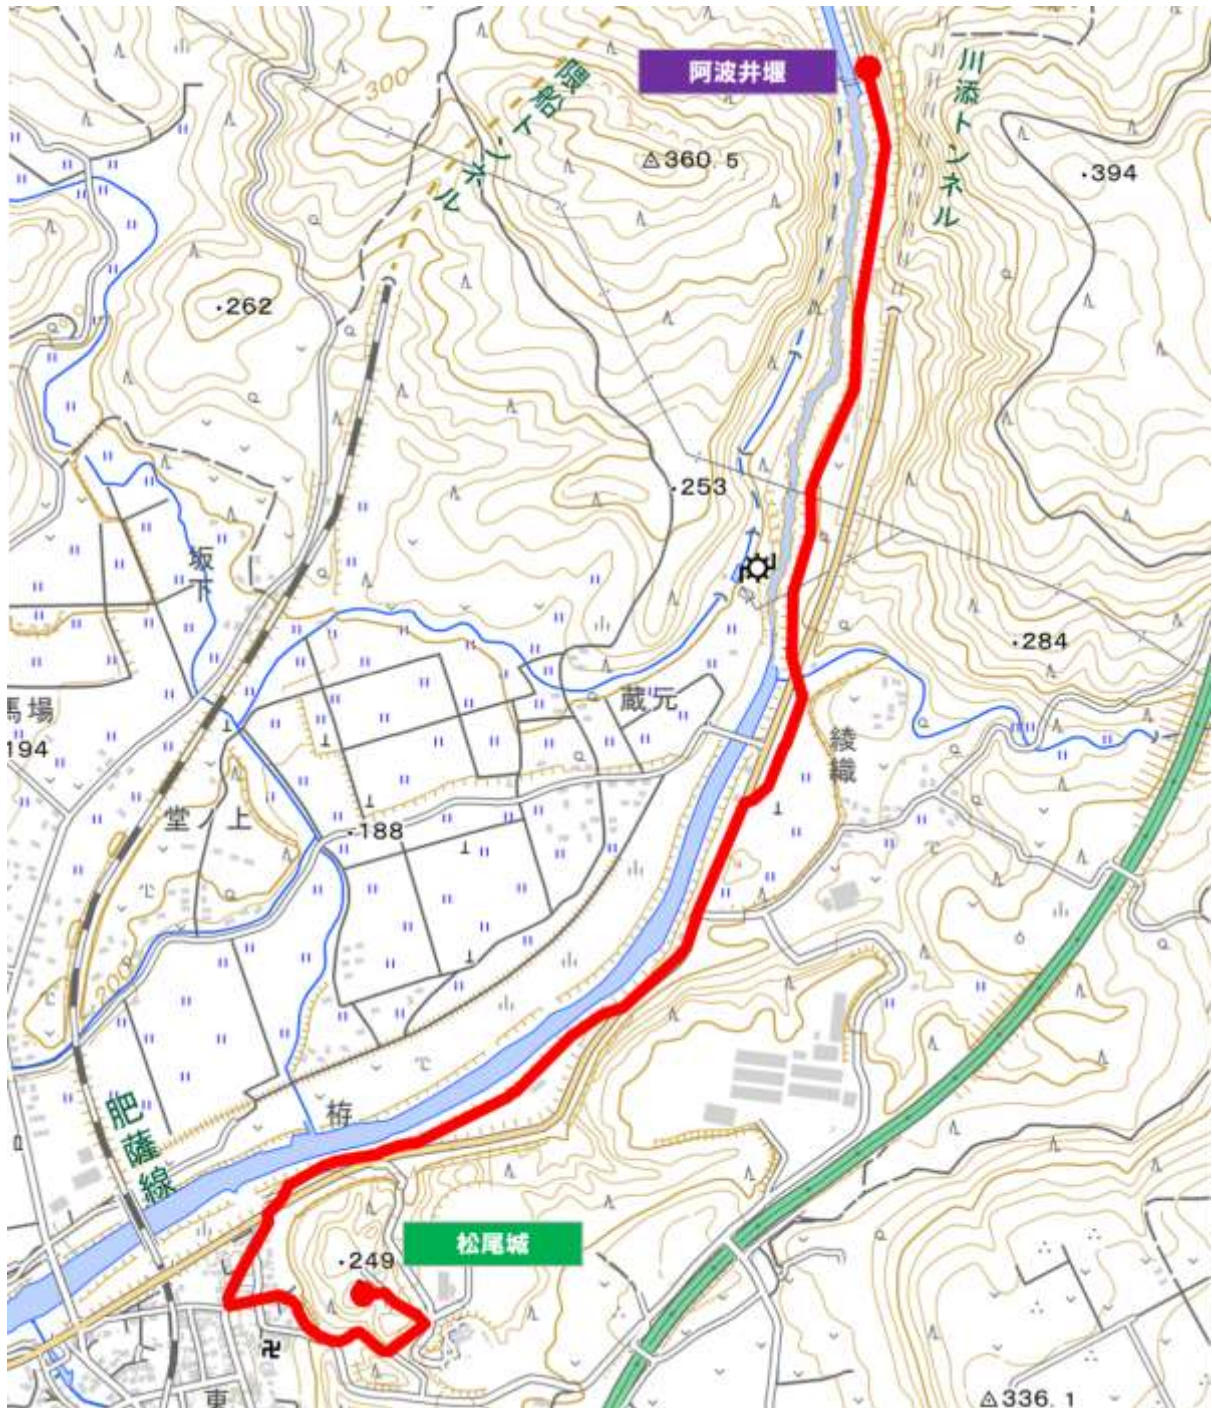 阿波井堰
川添トンネル
大船隈トンネル
300
360.5
394
262
253
坂下
284
馬場
194
蔵元
綾織
堂ノ上
188
200
肥薩線
椨
松尾城
249
東
336.1